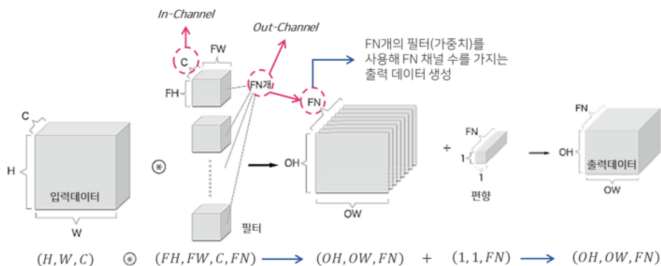 In-Channel
Out-Channel
FN개의 필터(가중치)를
사용해 FN 채널 수를 가지는
출력 데이터 생성
C
FW
FH
FN개
FN
C
H
W
입력데이터
⊛
필터
OH
OW
+
FN
1
1
편향
FN
OH
OW
출력데이터
(H, W, C) ⊛ (FH, FW, C, FN) → (OH, OW, FN) + (1, 1, FN) → (OH, OW, FN)